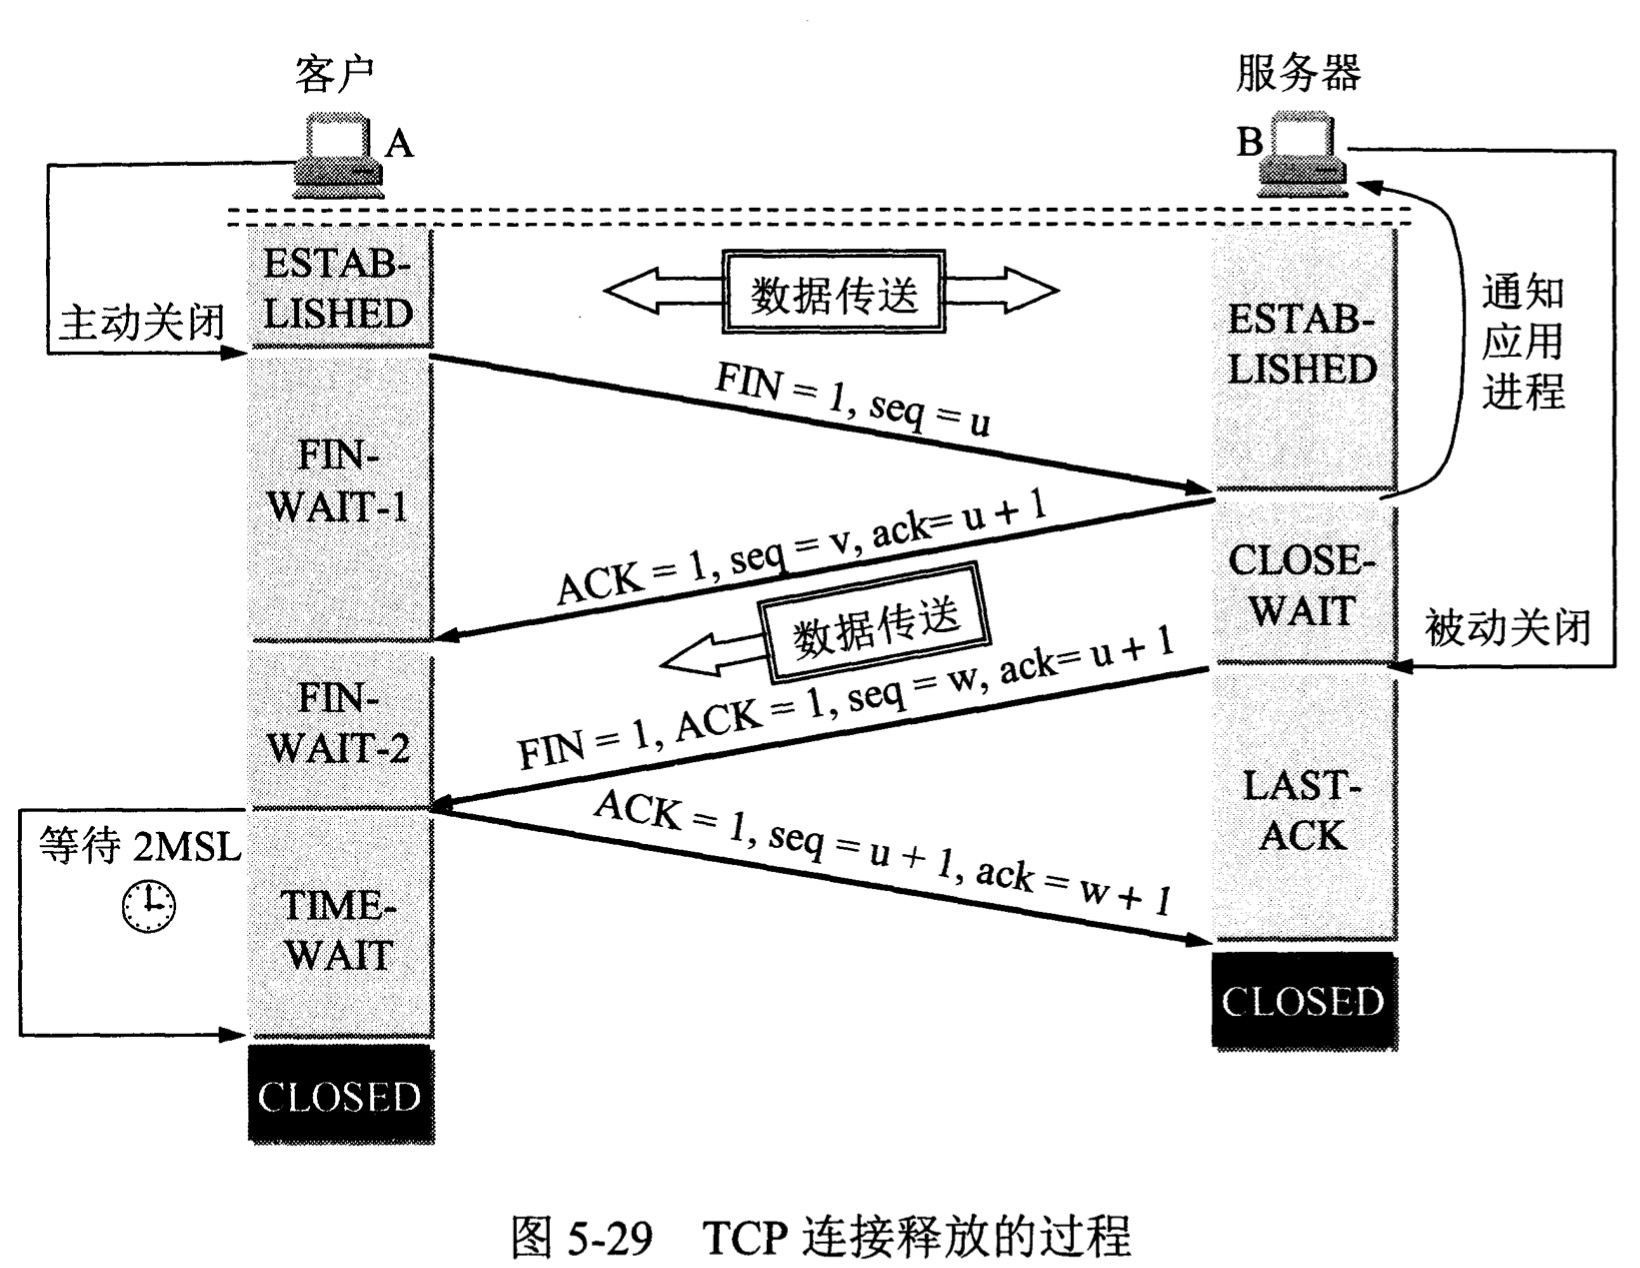 客户
服务器
A
B
ESTAB-
LISHED
数据传送
ESTAB-
LISHED
通知
应用
进程
主动关闭
FIN = 1, seq = u
FIN-
WAIT-1
ACK = 1, seq = v, ack= u + 1
CLOSE-
WAIT
数据传送
被动关闭
FIN = 1, ACK = 1, seq = w, ack= u + 1
FIN-
WAIT-2
LAST-
ACK
ACK = 1, seq = u + 1, ack = w + 1
等待 2MSL
TIME-
WAIT
CLOSED
CLOSED
图 5-29 TCP 连接释放的过程